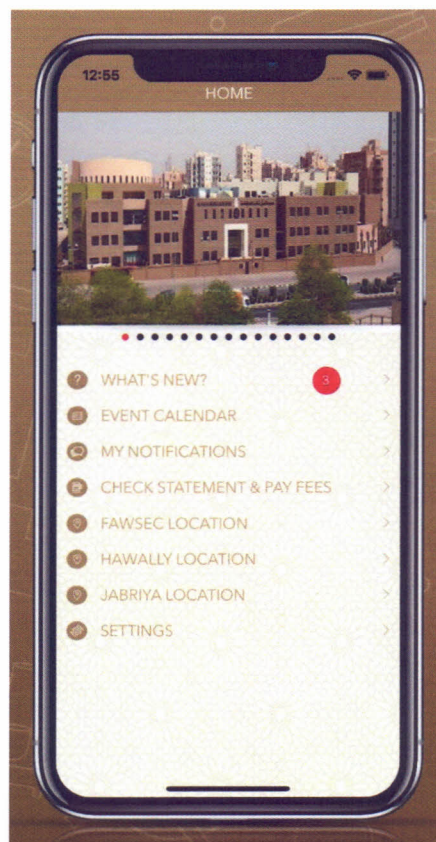 12:55
HOME
WHAT'S NEW? 3
EVENT CALENDAR
MY NOTIFICATIONS
CHECK STATEMENT & PAY FEES
FAWSEC LOCATION
HAWALLY LOCATION
JABRIYA LOCATION
SETTINGS